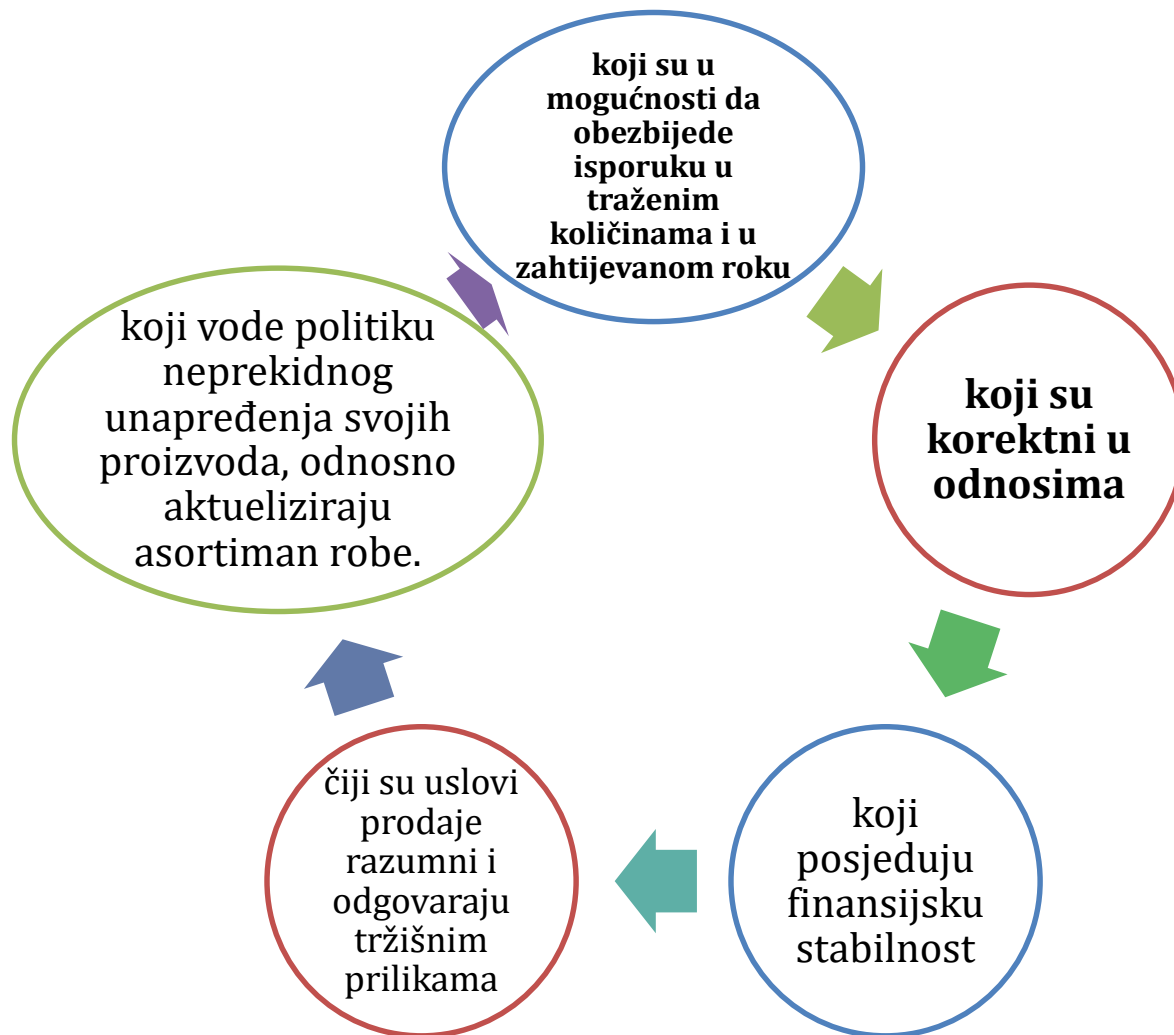 koji su u
mogućnosti da
obezbijede
isporuku u
traženim
količinama i u
zahtijevanom roku
koji su
korektni u
odnosima
koji
posjeduju
finansijsku
stabilnost
čiji su uslovi
prodaje
razumni i
odgovaraju
tržišnim
prilikama
koji vode politiku
neprekidnog
unapređenja svojih
proizvoda, odnosno
aktueliziraju
asortiman robe.